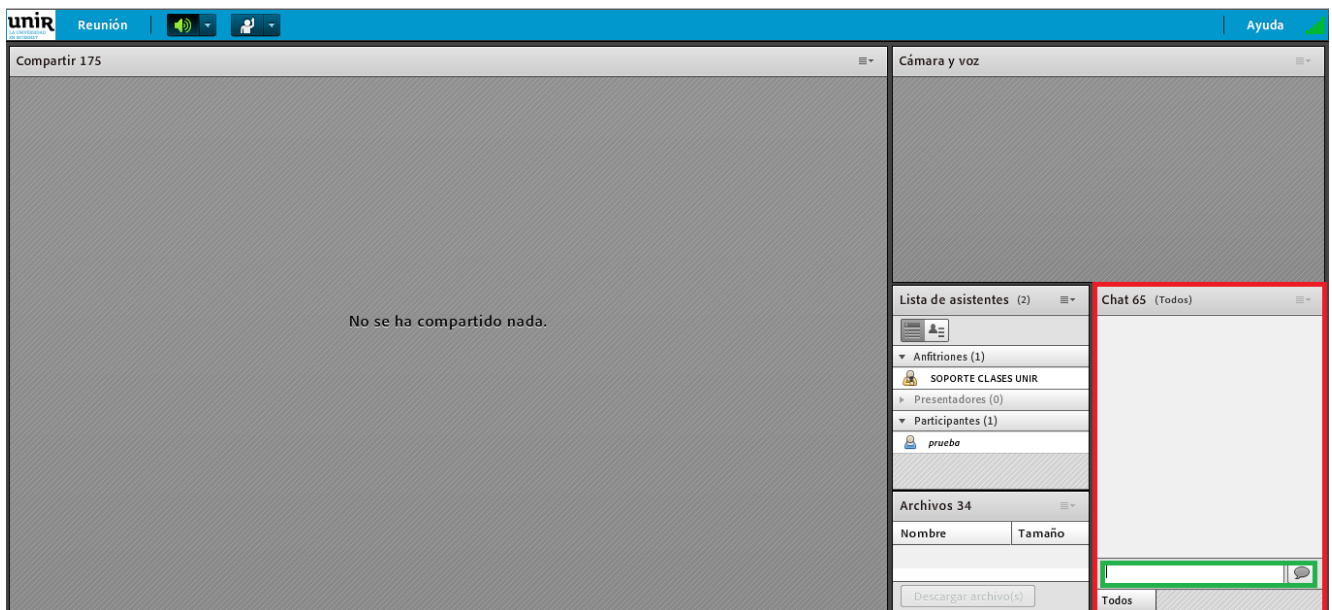 uniR
LA UNIVERSIDAD
EN INTERNET
Reunión
Ayuda
Compartir 175
No se ha compartido nada.
Cámara y voz
Lista de asistentes (2)
Anfitriones (1)
SOPORTE CLASES UNIR
Presentadores (0)
Participantes (1)
prueba
Archivos 34
Nombre Tamaño
Descargar archivo(s)
Chat 65 (Todos)
Todos